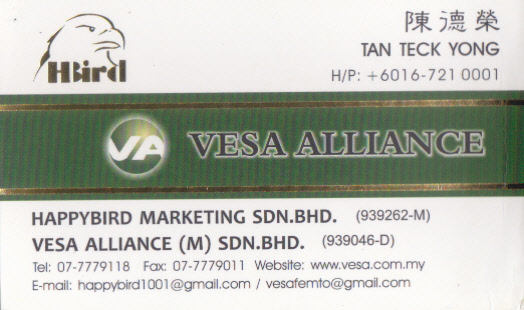 HBird
陳德榮
TAN TECK YONG
H/P: +6016-721 0001
VA VESA ALLIANCE
HAPPYBIRD MARKETING SDN.BHD. (939262-M)
VESA ALLIANCE (M) SDN.BHD. (939046-D)
Tel: 07-7779118 Fax: 07-7779011 Website: www.vesa.com.my
E-mail: happybird1001@gmail.com / vesafemto@gmail.com